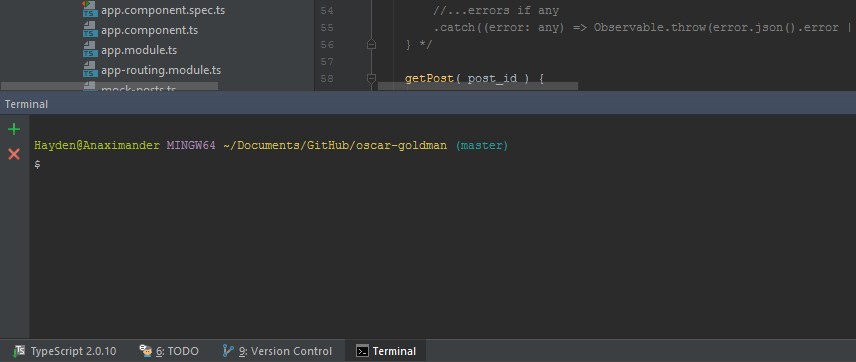 app.component.spec.ts
app.component.ts
app.module.ts
app-routing.module.ts
mock-posts.ts
54 //...errors if any
55 .catch((error: any) => Observable.throw(error.json().error |
56 } */
57
58 getPost( post_id ) {
Terminal
Hayden@Anaximander MINGW64 ~/Documents/GitHub/oscar-goldman (master)
$
TypeScript 2.0.10 6: TODO 9: Version Control Terminal